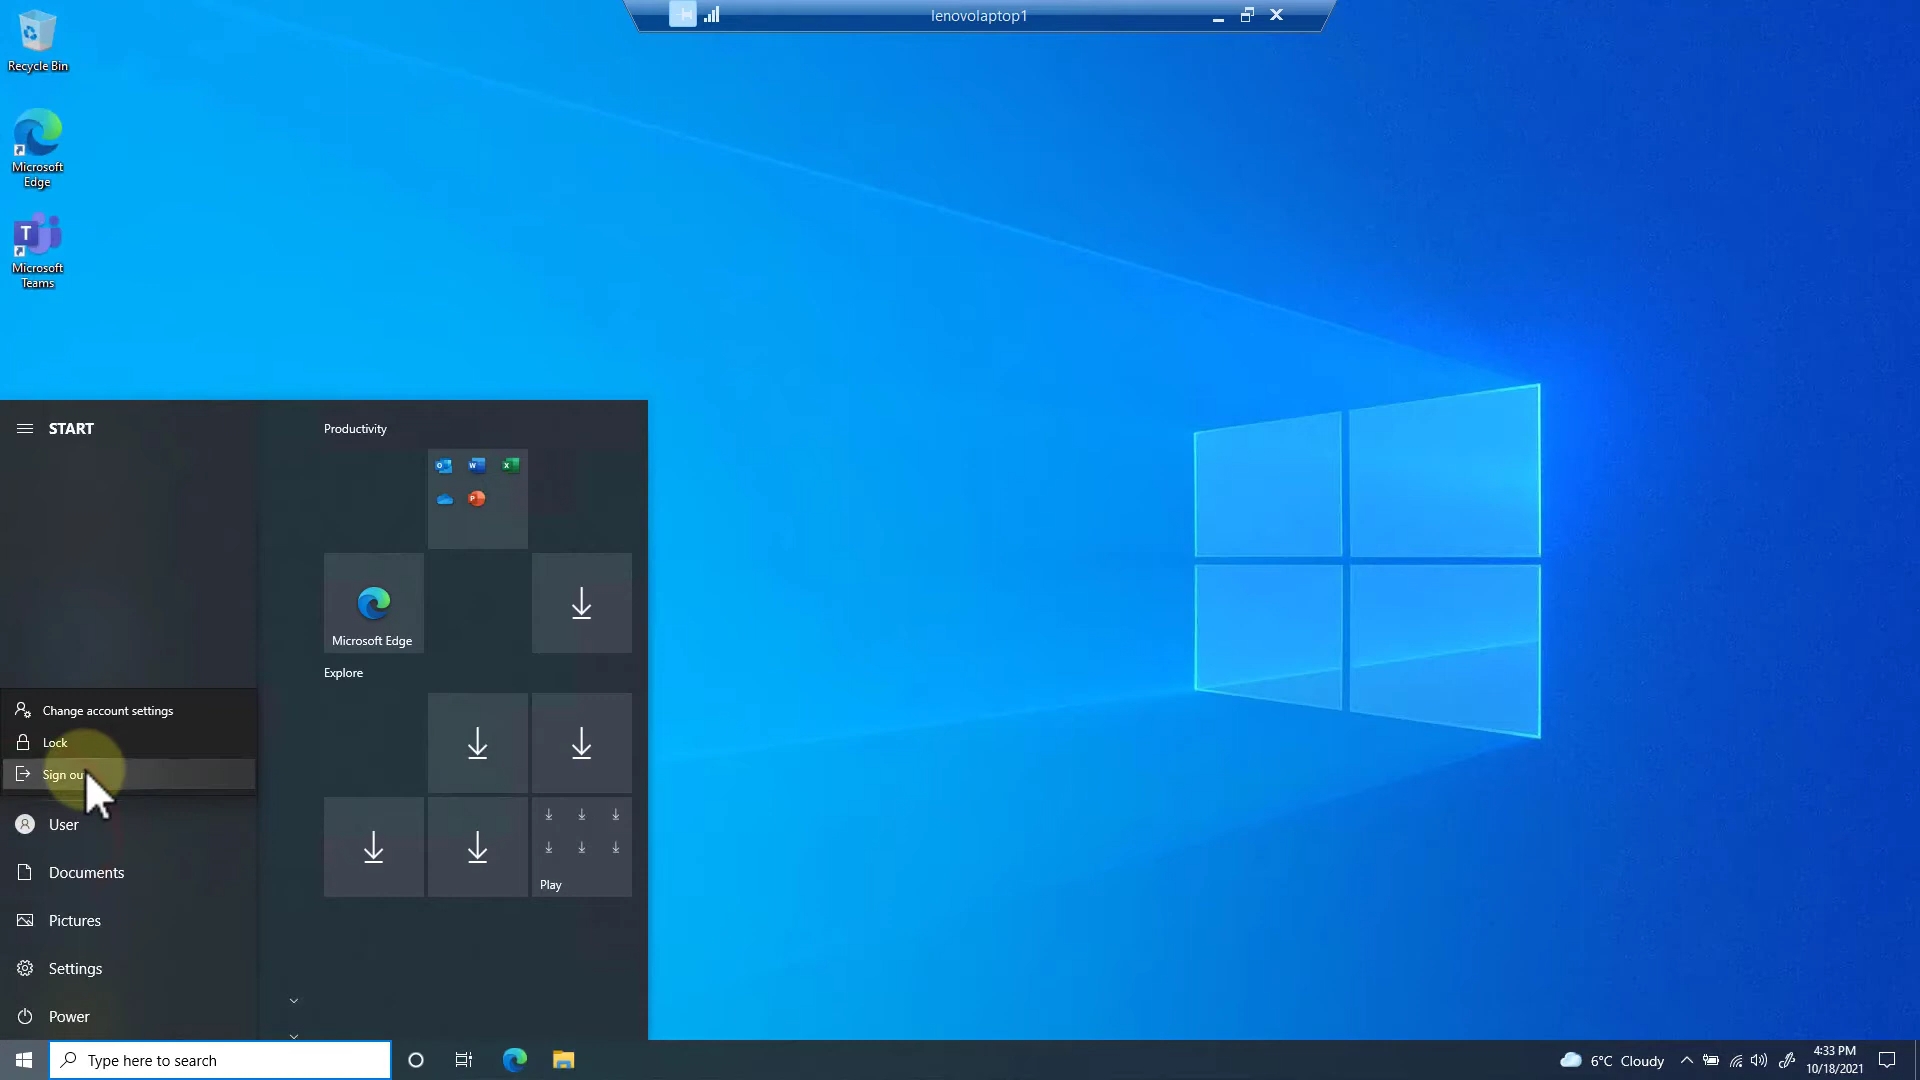 lenovolaptop1
Recycle Bin
Microsoft
Edge
Microsoft
Teams
START
Productivity
Microsoft Edge
Explore
Play
Change account settings
Lock
Sign ou
User
Documents
Pictures
Settings
Power
Type here to search
6°C Cloudy
4:33 PM
10/18/2021